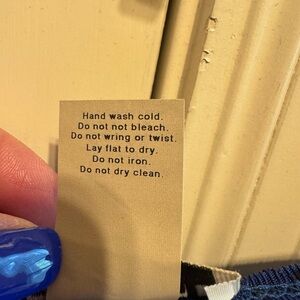 Hand wash cold.
Do not not bleach.
Do not wring or twist.
Lay flat to dry.
Do not iron.
Do not dry clean.